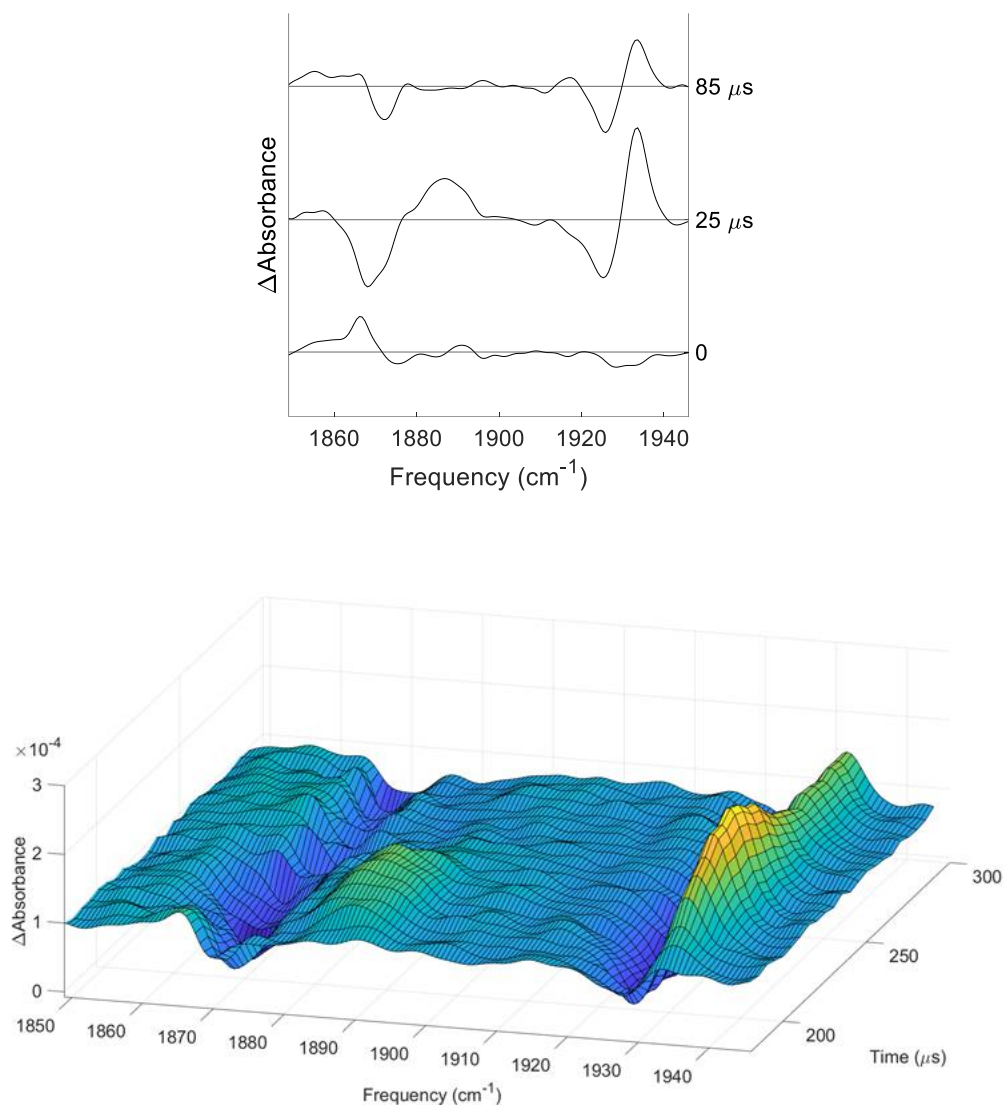 85 μs
25 μs
0
ΔAbsorbance
1860 1880 1900 1920 1940
Frequency (cm⁻¹)
×10⁻⁴
3
2
1
0
ΔAbsorbance
1850 1860 1870 1880 1890 1900 1910 1920 1930 1940
Frequency (cm⁻¹)
300
250
200
Time (μs)